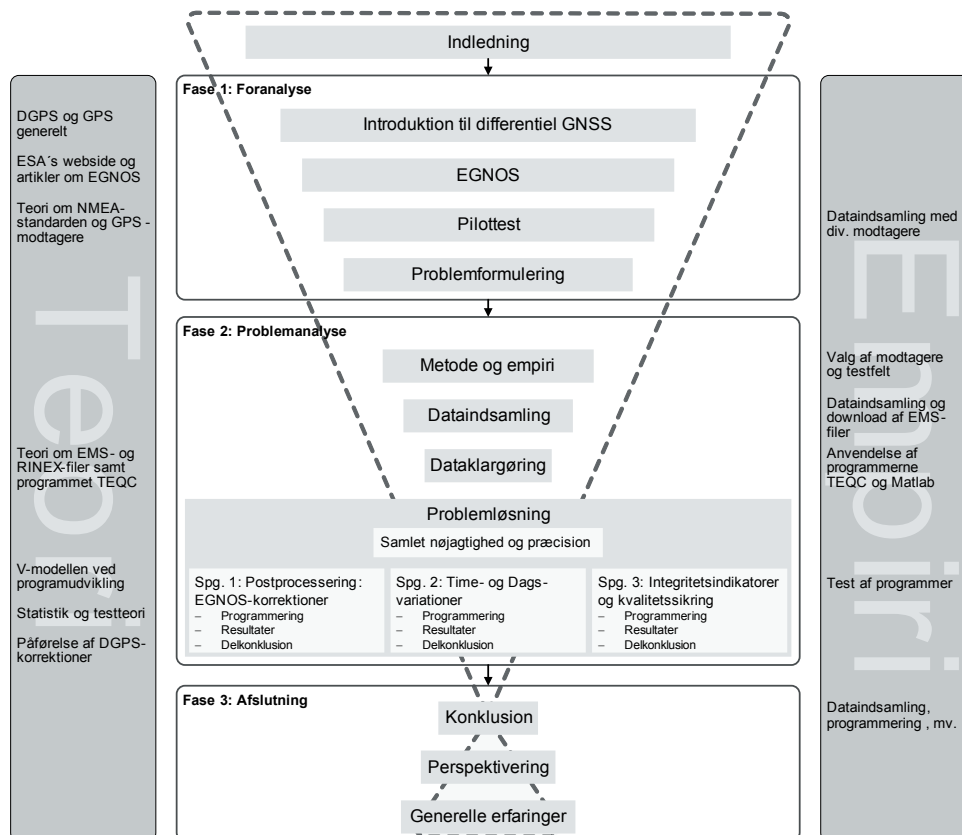 Indledning
Fase 1: Foranalyse
Introduktion til differentiel GNSS
EGNOS
Pilottest
Problemformulering
Fase 2: Problemanalyse
Metode og empiri
Dataindsamling
Dataklargøring
Problemløsning
Samlet nøjagtighed og præcision
Spg. 1: Postprocessering:
EGNOS-korrektioner
– Programmering
– Resultater
– Delkonklusion
Spg. 2: Time- og Dags-
variationer
– Programmering
– Resultater
– Delkonklusion
Spg. 3: Integritetsindikatorer
og kvalitetssikring
– Programmering
– Resultater
– Delkonklusion
Fase 3: Afslutning
Konklusion
Perspektivering
Generelle erfaringer
Teori
DGPS og GPS
generelt
ESA´s webside og
artikler om EGNOS
Teori om NMEA-
standarden og GPS -
modtagere
Teori om EMS- og
RINEX-filer samt
programmet TEQC
V-modellen ved
programudvikling
Statistik og testteori
Påførelse af DGPS-
korrektioner
Empiri
Dataindsamling med
div. modtagere
Valg af modtagere
og testfelt
Dataindsamling og
download af EMS-
filer
Anvendelse af
programmerne
TEQC og Matlab
Test af programmer
Dataindsamling,
programmering , mv.